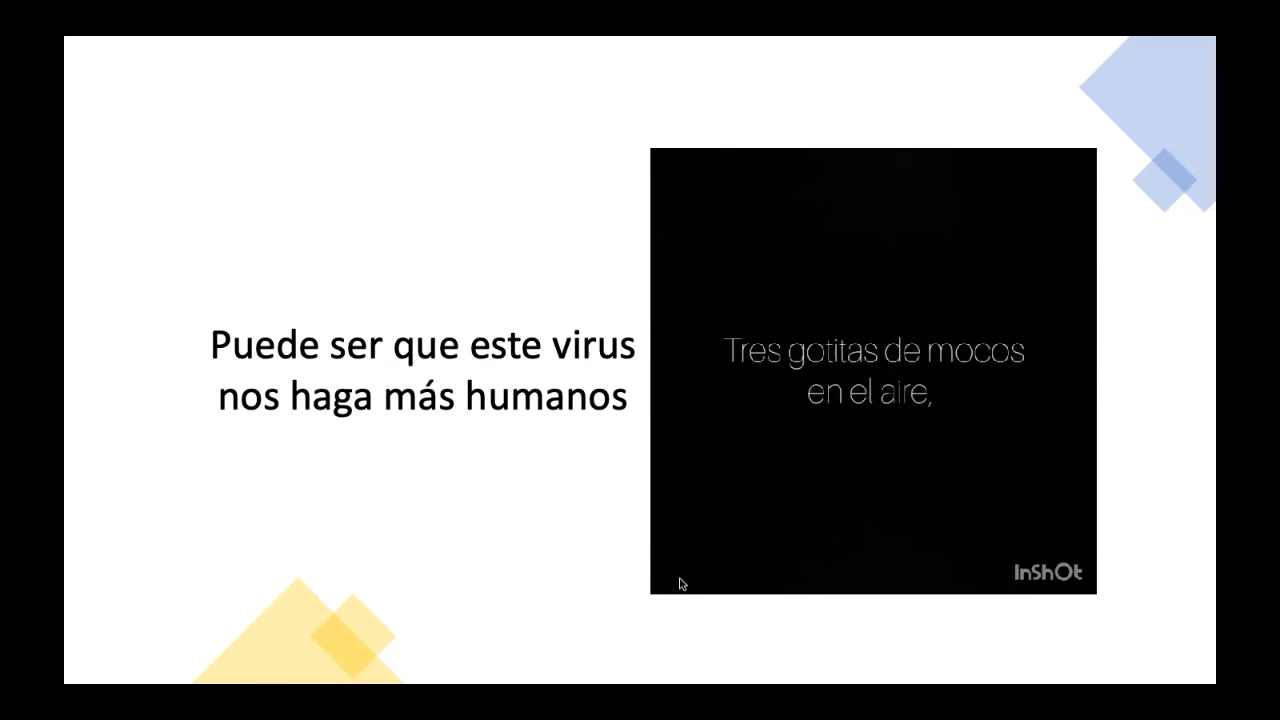 Puede ser que este virus
nos haga más humanos
Tres gotitas de mocos
en el aire,
InShOt